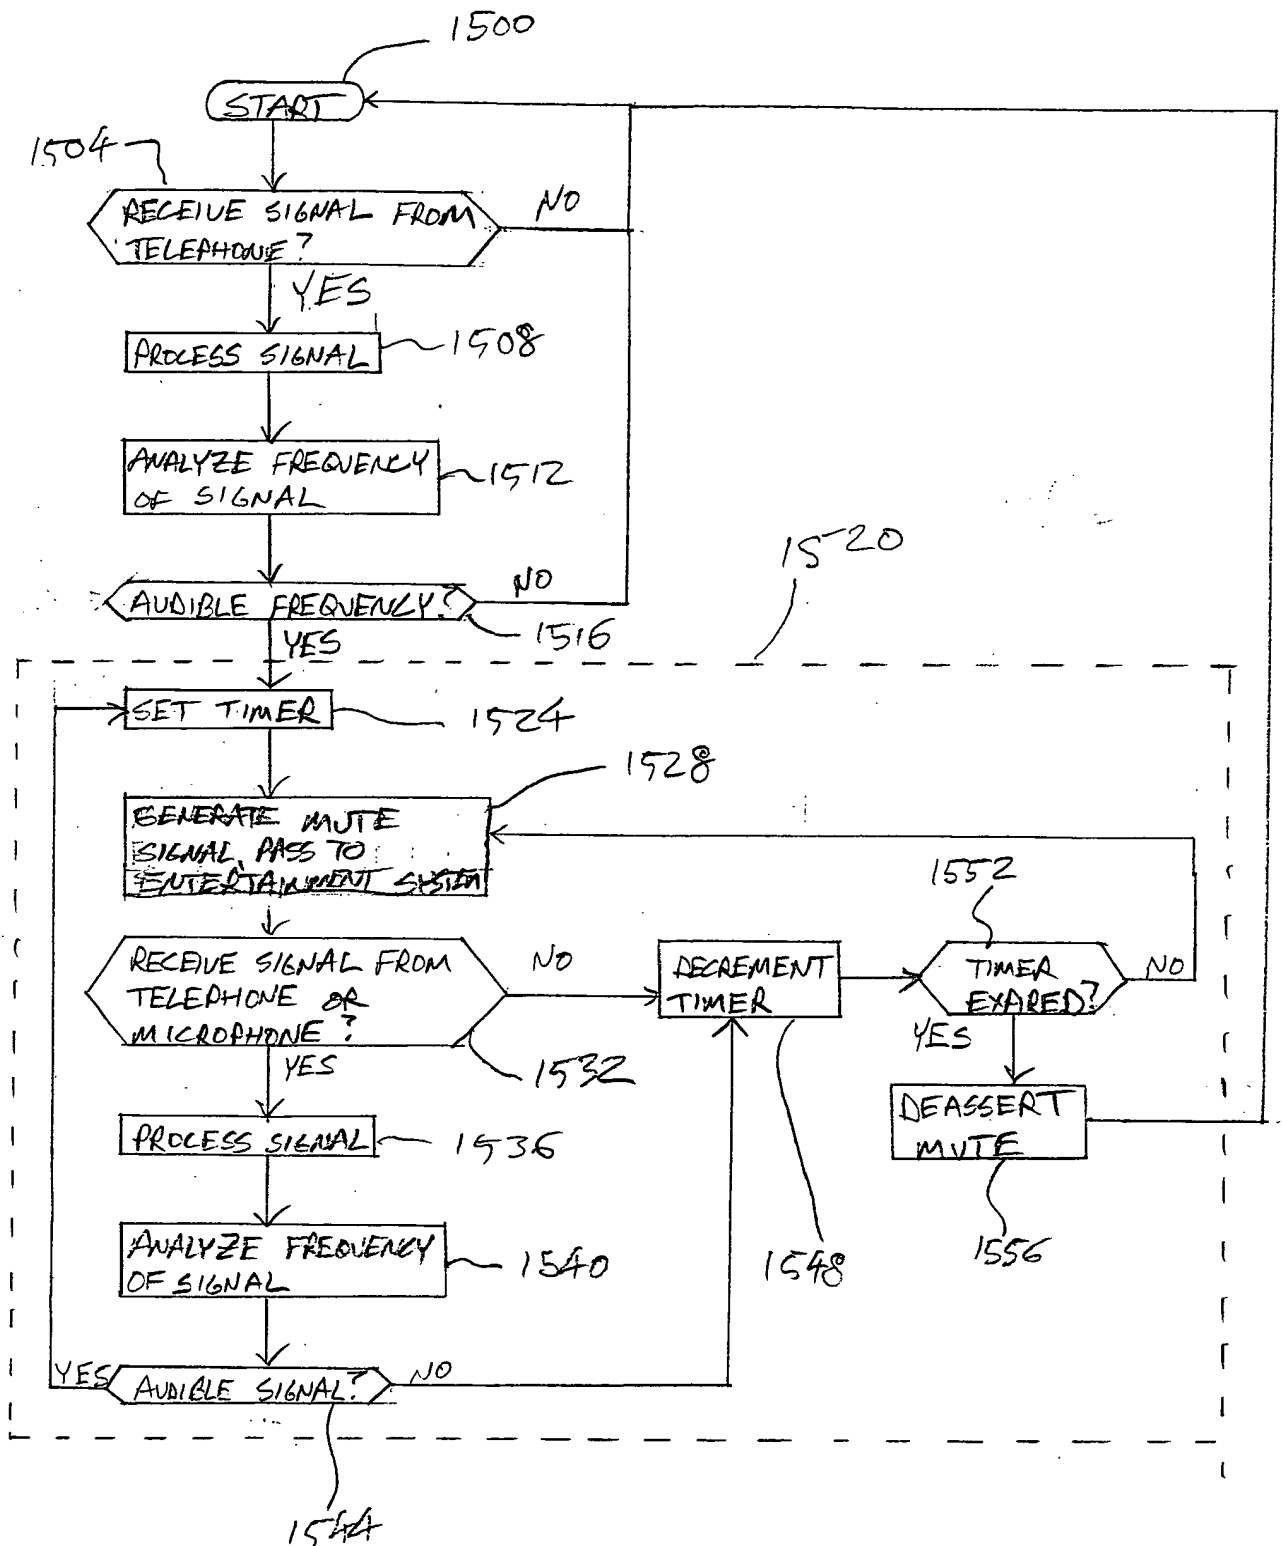 1500
START
1504
RECEIVE SIGNAL FROM
TELEPHONE?
NO
YES
PROCESS SIGNAL
1508
ANALYZE FREQUENCY
OF SIGNAL
1512
1520
AUDIBLE FREQUENCY?
NO
1516
YES
SET TIMER
1524
1528
GENERATE MUTE
SIGNAL, PASS TO
ENTERTAINMENT SYSTEM
1552
RECEIVE SIGNAL FROM
TELEPHONE OR
MICROPHONE?
NO
DECREMENT
TIMER
TIMER
EXPIRED?
NO
YES
1532
YES
PROCESS SIGNAL
1536
DEASSERT
MUTE
ANALYZE FREQUENCY
OF SIGNAL
1540
1548
1556
YES
AUDIBLE SIGNAL?
NO
1544